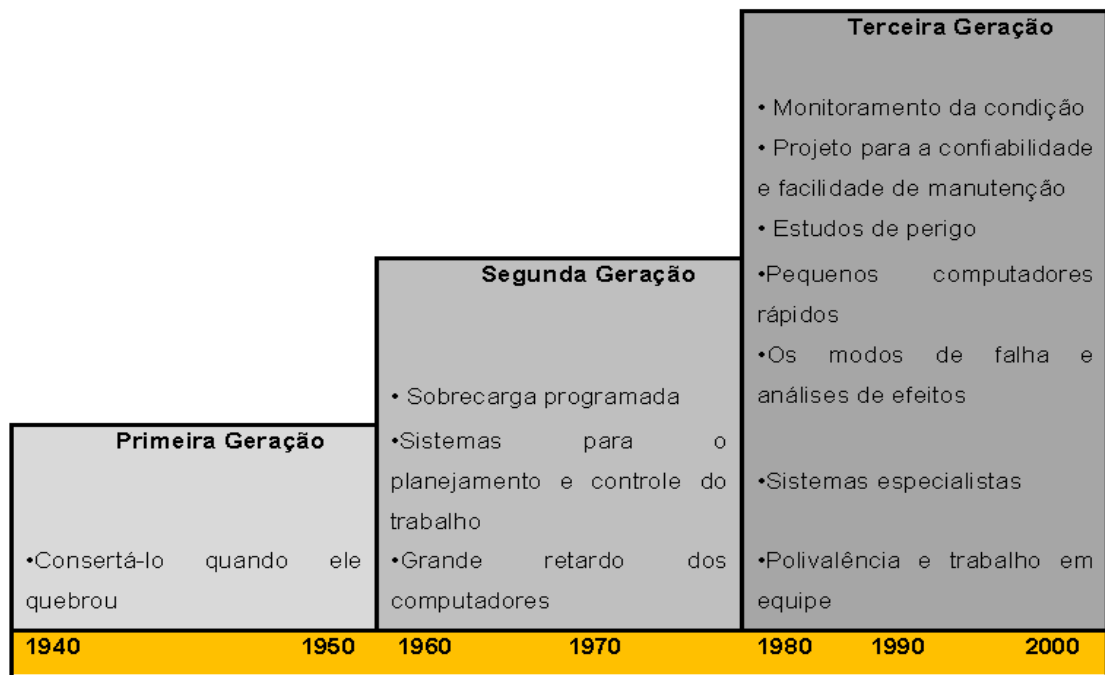 Primeira Geração
•Consertá-lo quando ele
quebrou
Segunda Geração
• Sobrecarga programada
•Sistemas para o
planejamento e controle do
trabalho
•Grande retardo dos
computadores
Terceira Geração
• Monitoramento da condição
• Projeto para a confiabilidade
e facilidade de manutenção
• Estudos de perigo
•Pequenos computadores
rápidos
•Os modos de falha e
análises de efeitos
•Sistemas especialistas
•Polivalência e trabalho em
equipe
1940 1950 1960 1970 1980 1990 2000